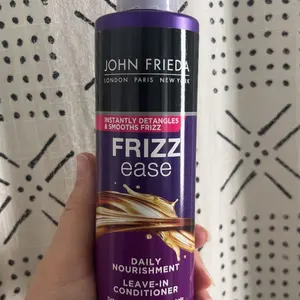 JOHN FRIEDA
LONDON PARIS NEW YORK
INSTANTLY DETANGLES
& SMOOTHS FRIZZ
FRIZZ
ease
DAILY
NOURISHMENT
LEAVE-IN
CONDITIONER